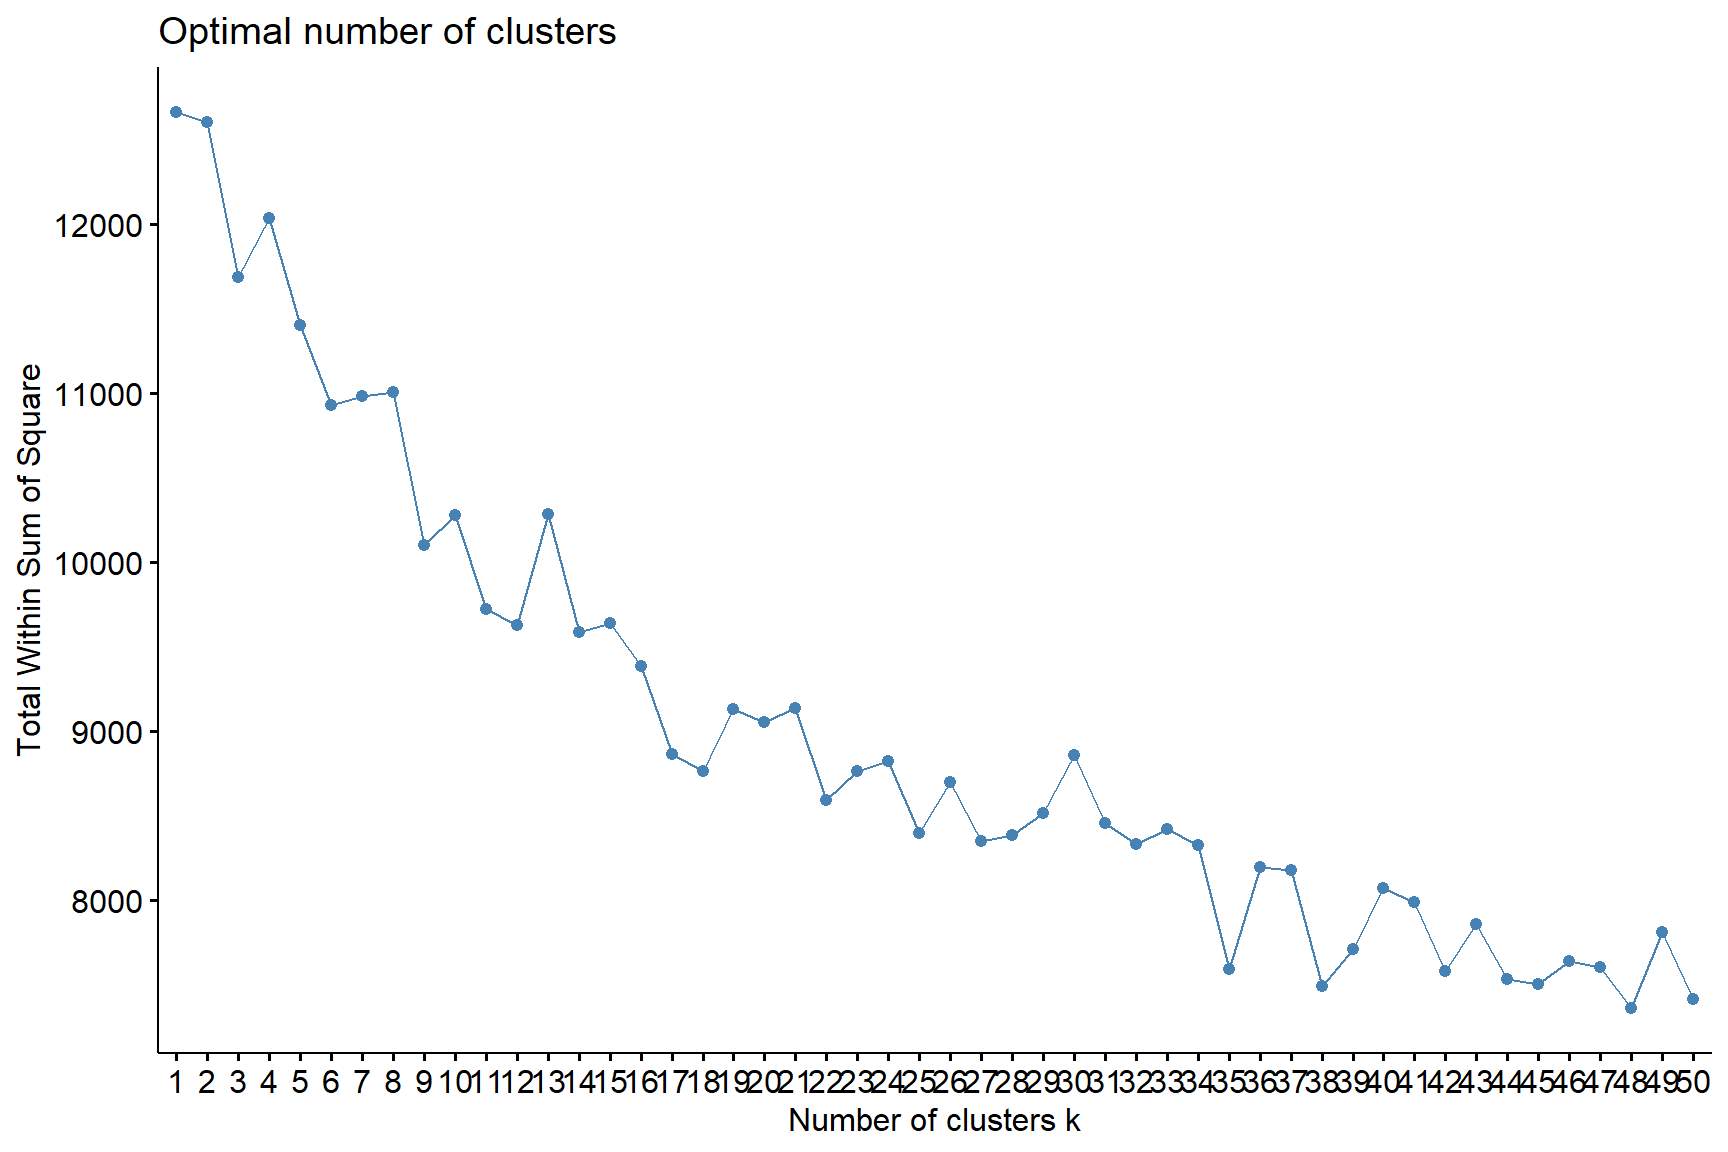 Optimal number of clusters
Total Within Sum of Square
12000
11000
10000
9000
8000
1 2 3 4 5 6 7 8 9 10 11 12 13 14 15 16 17 18 19 20 21 22 23 24 25 26 27 28 29 30 31 32 33 34 35 36 37 38 39 40 41 42 43 44 45 46 47 48 49 50
Number of clusters k